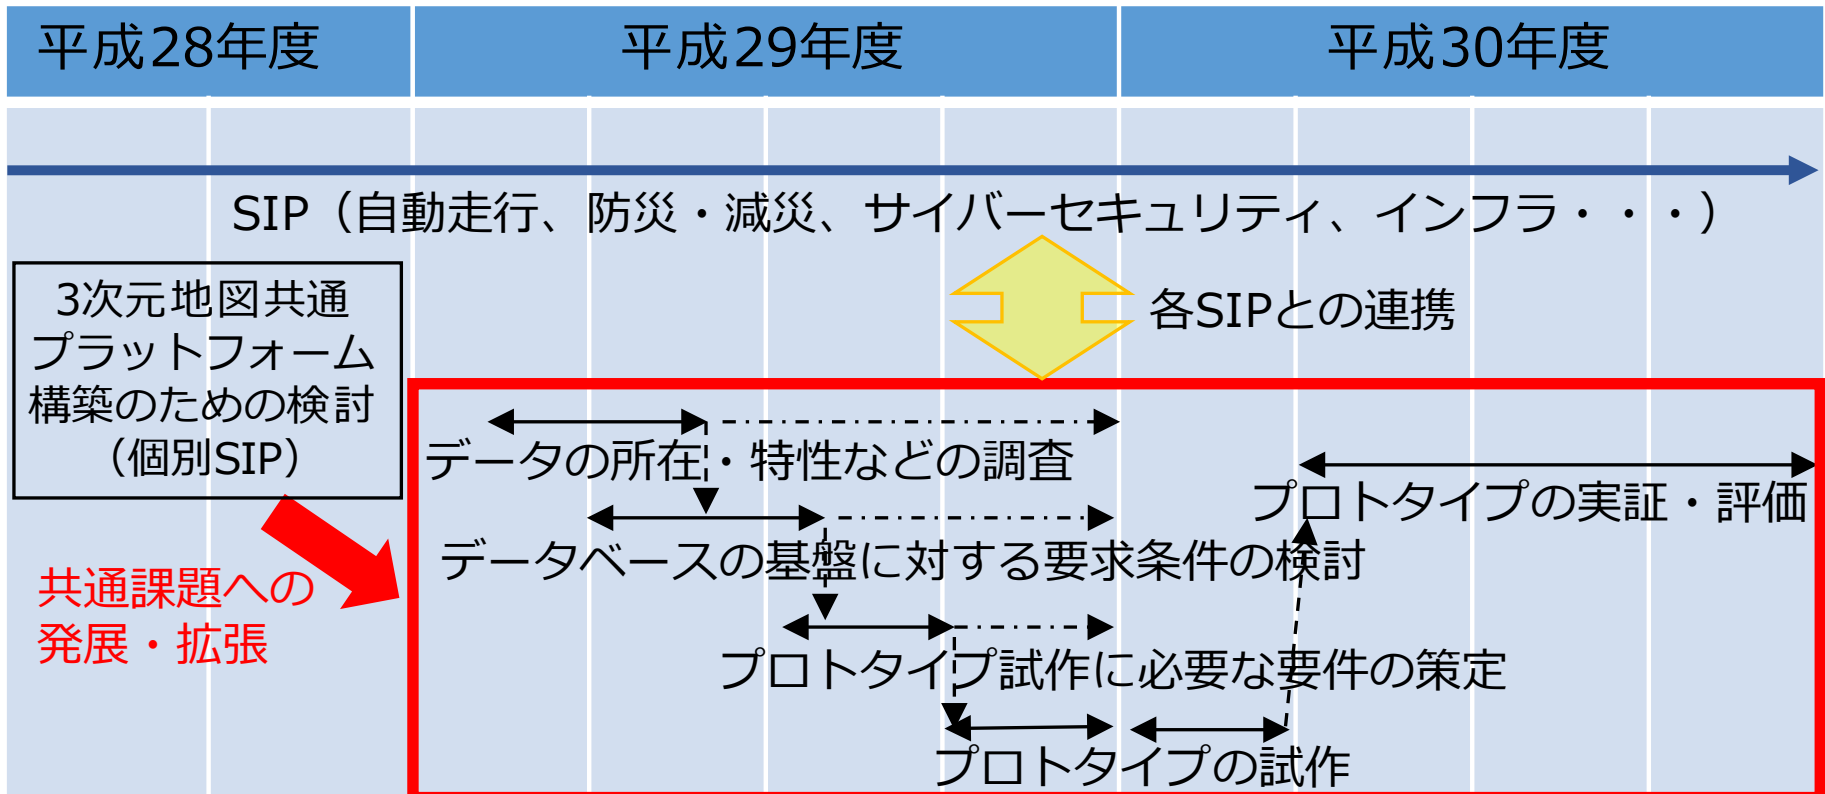 平成28年度
平成29年度
平成30年度
SIP（自動走行、防災・減災、サイバーセキュリティ、インフラ・・・）
3次元地図共通
プラットフォーム
構築のための検討
（個別SIP）
各SIPとの連携
データの所在・特性などの調査
プロトタイプの実証・評価
データベースの基盤に対する要求条件の検討
共通課題への
発展・拡張
プロトタイプ試作に必要な要件の策定
プロトタイプの試作